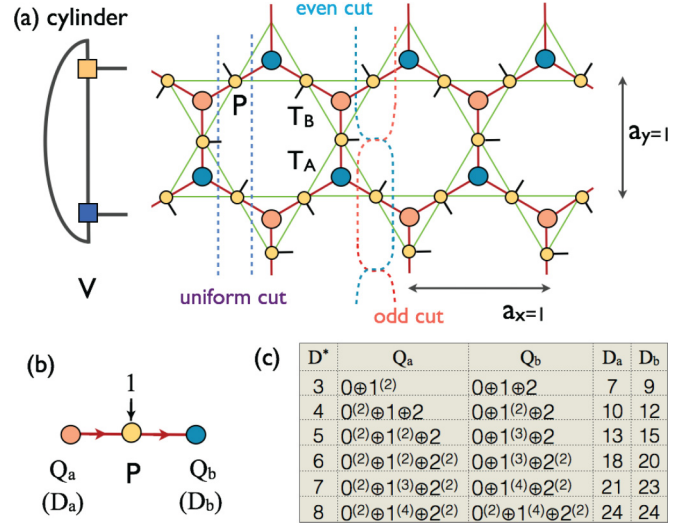 (a) cylinder
even cut
P
T_B
a_y=1
T_A
V
uniform cut
odd cut
a_x=1
(b)
1
Q_a
P
Q_b
(D_a)
(D_b)
(c)
D* Q_a Q_b D_a D_b
3 0⊕1^(2) 0⊕1⊕2 7 9
4 0^(2)⊕1⊕2 0⊕1^(2)⊕2 10 12
5 0^(2)⊕1^(2)⊕2 0⊕1^(3)⊕2 13 15
6 0^(2)⊕1^(2)⊕2^(2) 0⊕1^(3)⊕2^(2) 18 20
7 0^(2)⊕1^(3)⊕2^(2) 0⊕1^(4)⊕2^(2) 21 23
8 0^(2)⊕1^(4)⊕2^(2) 0^(2)⊕1^(4)⊕2^(2) 24 24